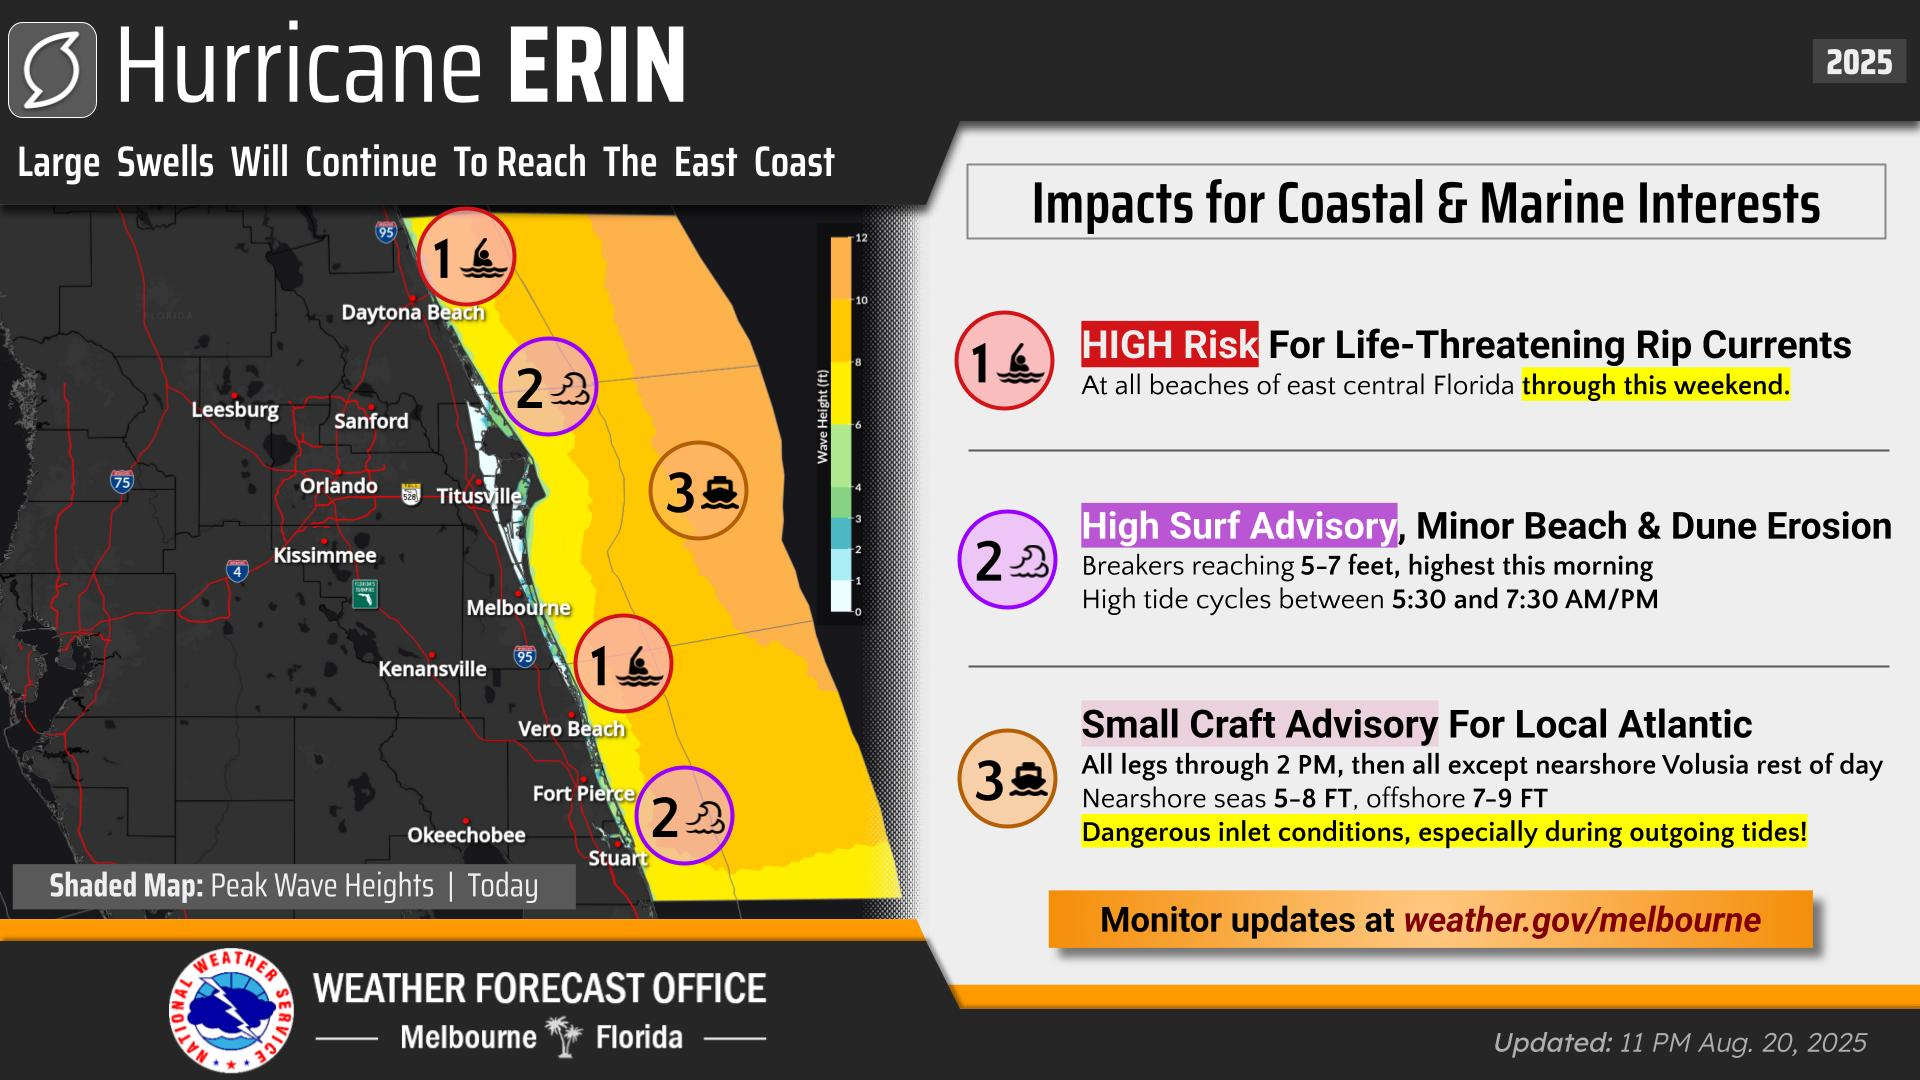 Hurricane ERIN
2025
Large Swells Will Continue To Reach The East Coast
Impacts for Coastal & Marine Interests
1
HIGH Risk For Life-Threatening Rip Currents
At all beaches of east central Florida through this weekend.
2
High Surf Advisory, Minor Beach & Dune Erosion
Breakers reaching 5-7 feet, highest this morning
High tide cycles between 5:30 and 7:30 AM/PM
3
Small Craft Advisory For Local Atlantic
All legs through 2 PM, then all except nearshore Volusia rest of day
Nearshore seas 5-8 FT, offshore 7-9 FT
Dangerous inlet conditions, especially during outgoing tides!
Monitor updates at weather.gov/melbourne
95
1
Daytona Beach
FLORIDA
2
Leesburg
Sanford
75
Orlando
528
Titusville
3
Kissimmee
4
Melbourne
Kenansville
95
1
Vero Beach
Fort Pierce
2
Okeechobee
Stuart
Wave Height (ft)
12
10
8
6
4
3
2
1
0
Shaded Map: Peak Wave Heights | Today
NATIONAL WEATHER SERVICE
WEATHER FORECAST OFFICE
Melbourne Florida
Updated: 11 PM Aug. 20, 2025